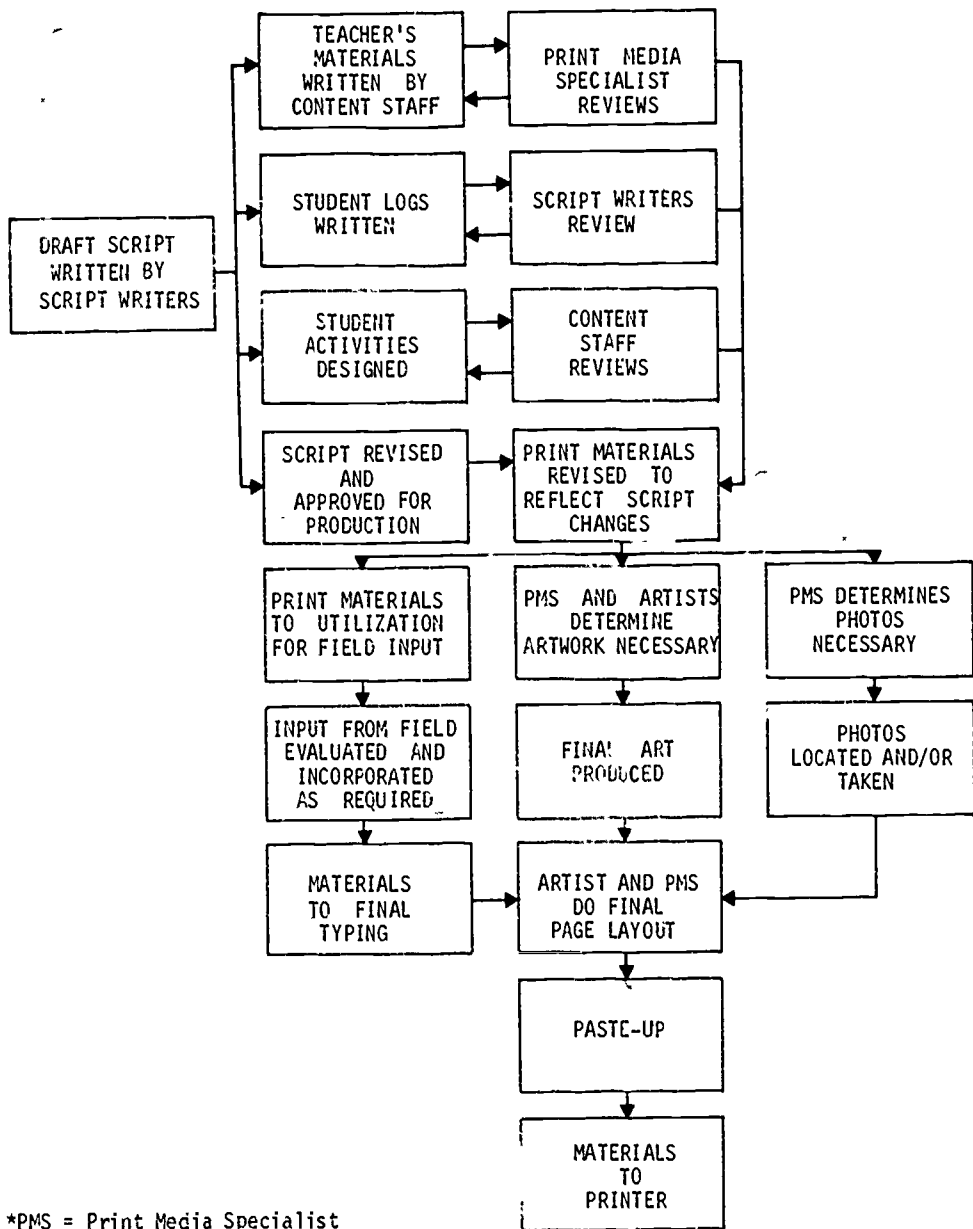 TEACHER'S
MATERIALS
WRITTEN BY
CONTENT STAFF
PRINT MEDIA
SPECIALIST
REVIEWS
STUDENT LOGS
WRITTEN
SCRIPT WRITERS
REVIEW
DRAFT SCRIPT
WRITTEN BY
SCRIPT WRITERS
STUDENT
ACTIVITIES
DESIGNED
CONTENT
STAFF
REVIEWS
SCRIPT REVISED
AND
APPROVED FOR
PRODUCTION
PRINT MATERIALS
REVISED TO
REFLECT SCRIPT
CHANGES
PRINT MATERIALS
TO UTILIZATION
FOR FIELD INPUT
PMS AND ARTISTS
DETERMINE
ARTWORK NECESSARY
PMS DETERMINES
PHOTOS
NECESSARY
INPUT FROM FIELD
EVALUATED AND
INCORPORATED
AS REQUIRED
FINAL ART
PRODUCED
PHOTOS
LOCATED AND/OR
TAKEN
MATERIALS
TO FINAL
TYPING
ARTIST AND PMS
DO FINAL
PAGE LAYOUT
PASTE-UP
MATERIALS
TO
PRINTER
*PMS = Print Media Specialist